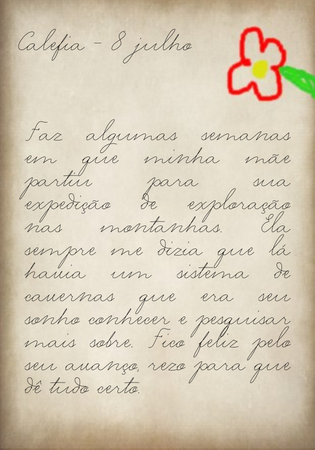 Calefia - 8 julho
Faz algumas semanas
em que minha mãe
partiu para sua
expedição de exploração
nas montanhas. Ela
sempre me dizia que lá
havia um sistema de
cavernas que era seu
sonho conhecer e pesquisar
mais sobre. Fico feliz pelo
seu avanço, rezo para que
dê tudo certo.